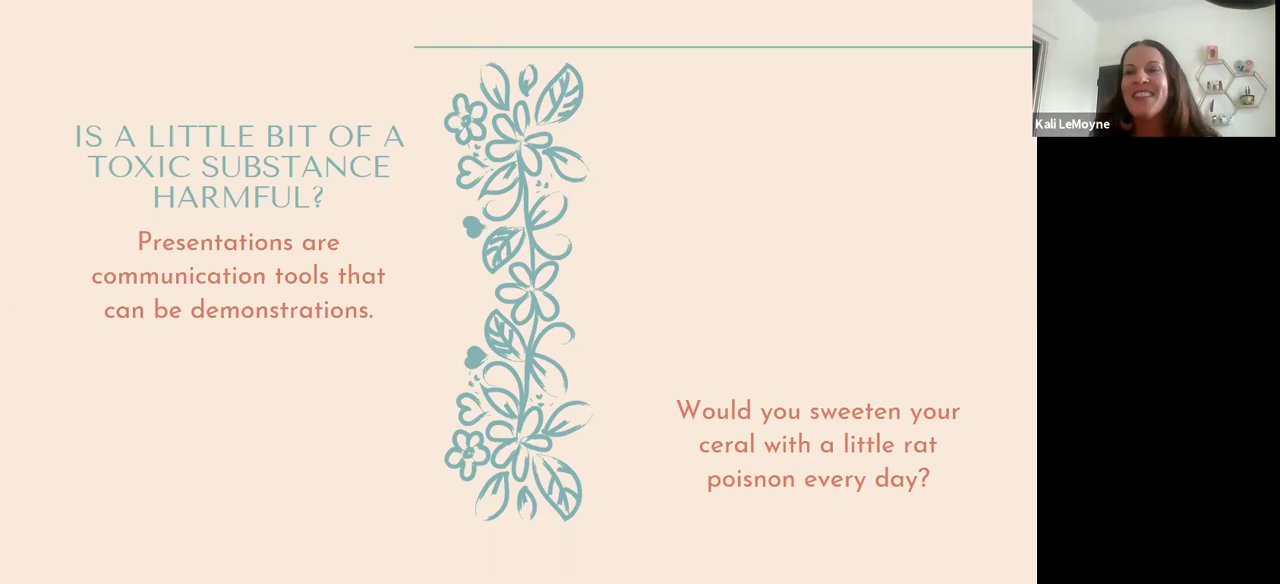 IS A LITTLE BIT OF A
TOXIC SUBSTANCE
HARMFUL?
Presentations are
communication tools that
can be demonstrations.
Would you sweeten your
ceral with a little rat
poisnon every day?
Kali LeMoyne